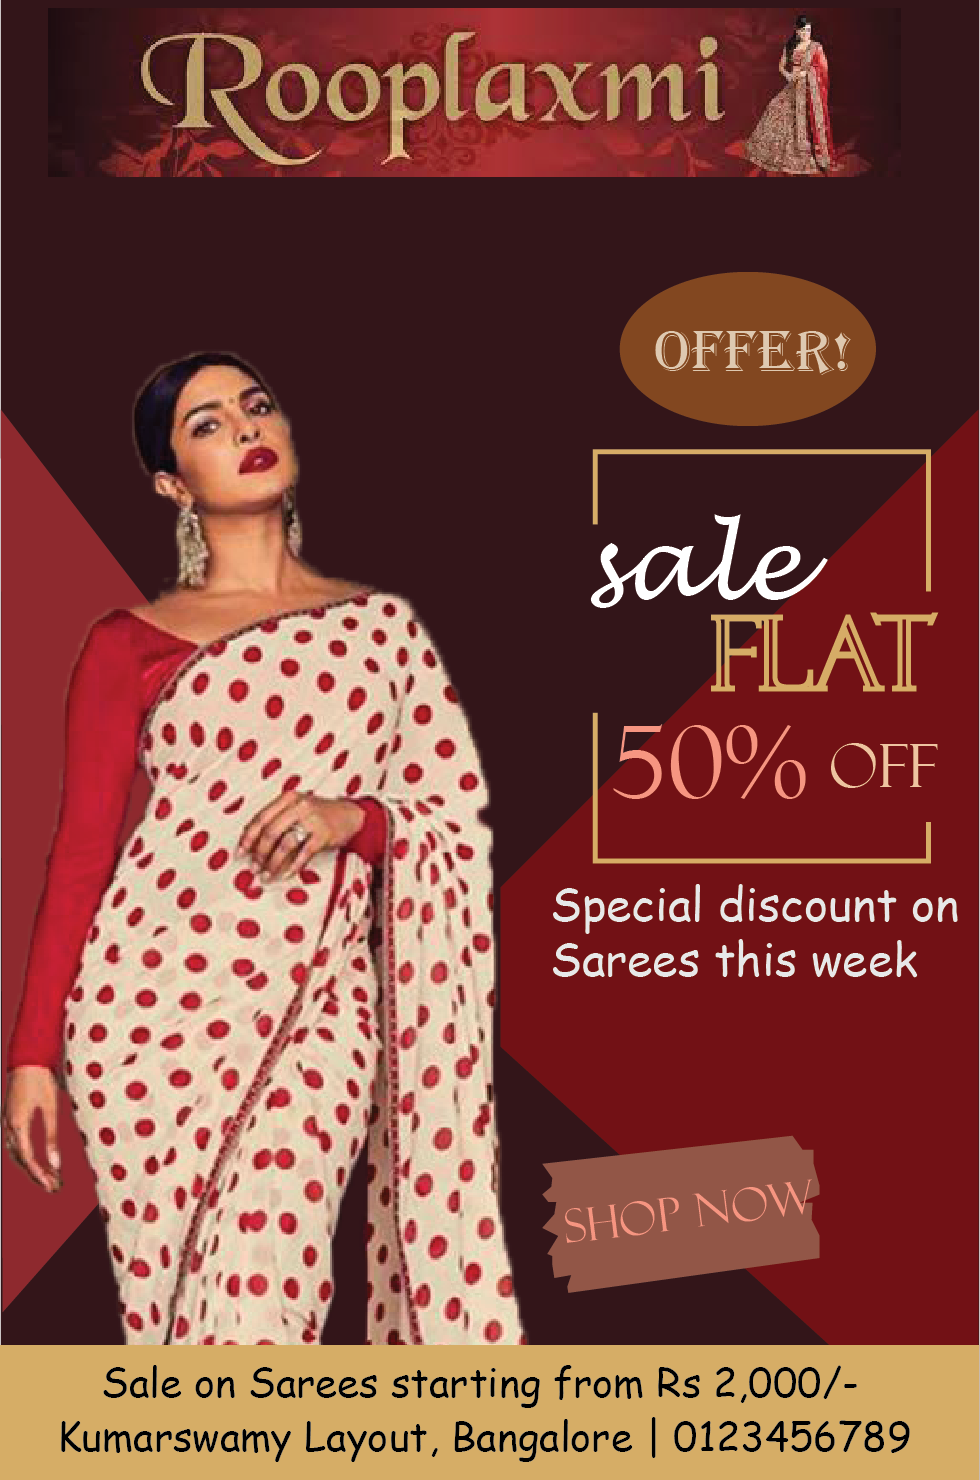 Rooplaxmi
OFFER!
sale
FLAT
50% OFF
Special discount on
Sarees this week
SHOP NOW
Sale on Sarees starting from Rs 2,000/-
Kumarswamy Layout, Bangalore | 0123456789